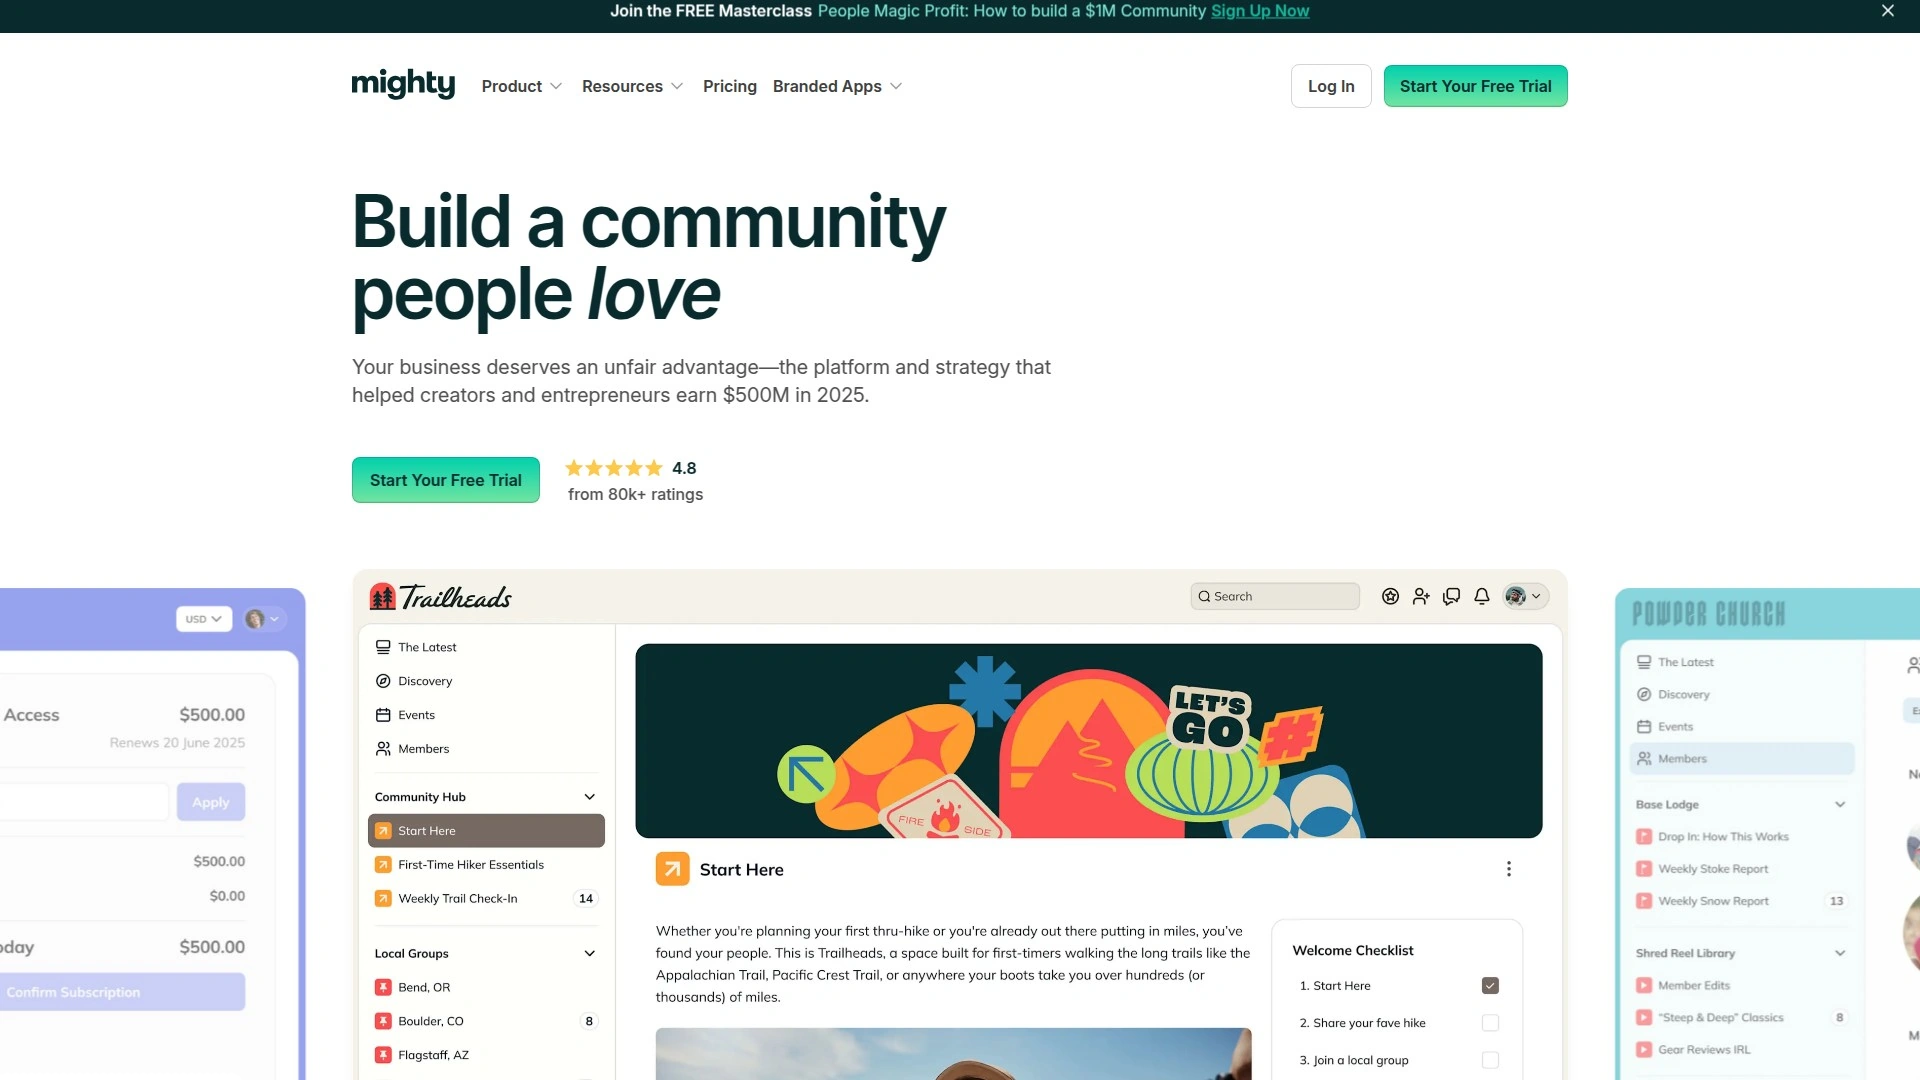 Join the FREE Masterclass People Magic Profit: How to build a $1M Community Sign Up Now
mighty
Product
Resources
Pricing
Branded Apps
Log In
Start Your Free Trial
Build a community
people love
Your business deserves an unfair advantage—the platform and strategy that
helped creators and entrepreneurs earn $500M in 2025.
Start Your Free Trial
4.8
from 80k+ ratings
USD
Access
$500.00
Renews 20 June 2025
Apply
$500.00
$0.00
$500.00
Confirm Subscription
Trailheads
Search
The Latest
Discovery
Events
Members
Community Hub
Start Here
First-Time Hiker Essentials
Weekly Trail Check-In 14
Local Groups
Bend, OR
Boulder, CO 8
Flagstaff, AZ
LET'S
GO
#
FIRE SIDE
Start Here
Whether you're planning your first thru-hike or you're already out there putting in miles, you've
found your people. This is Trailheads, a space built for first-timers walking the long trails like the
Appalachian Trail, Pacific Crest Trail, or anywhere your boots take you over hundreds (or
thousands) of miles.
Welcome Checklist
1. Start Here
2. Share your fave hike
3. Join a local group
POWDER CHURCH
The Latest
Discovery
Events
Members
Base Lodge
Drop In: How This Works
Weekly Stoke Report
Weekly Snow Report 13
Shred Reel Library
Member Edits
“Steep & Deep” Classics 8
Gear Reviews IRL